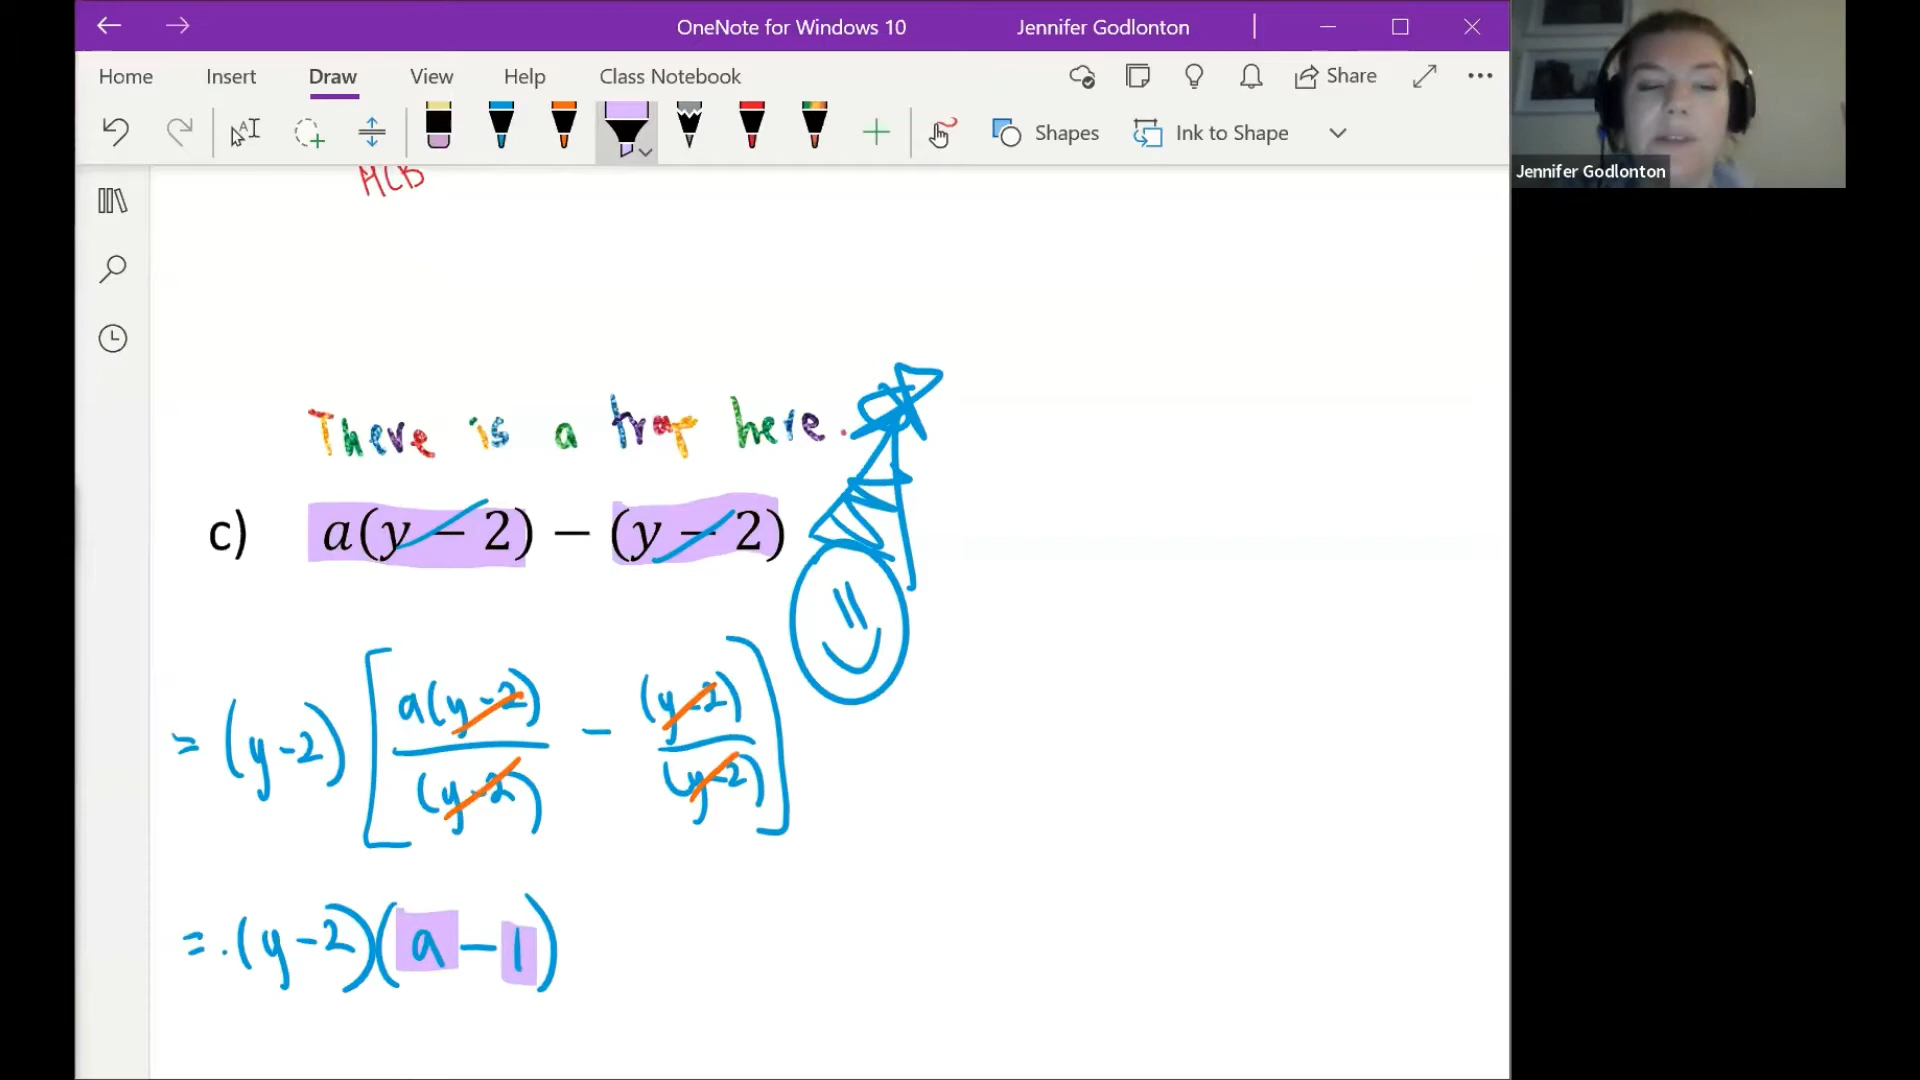 OneNote for Windows 10
Jennifer Godlonton
Home Insert Draw View Help Class Notebook
Share
Shapes
Ink to Shape
Jennifer Godlonton
There is a trap here.
c) a(y − 2) − (y − 2)
= (y-2) [ a(y-2) / (y-2) - (y-2) / (y-2) ]
= .(y-2)(a-1)